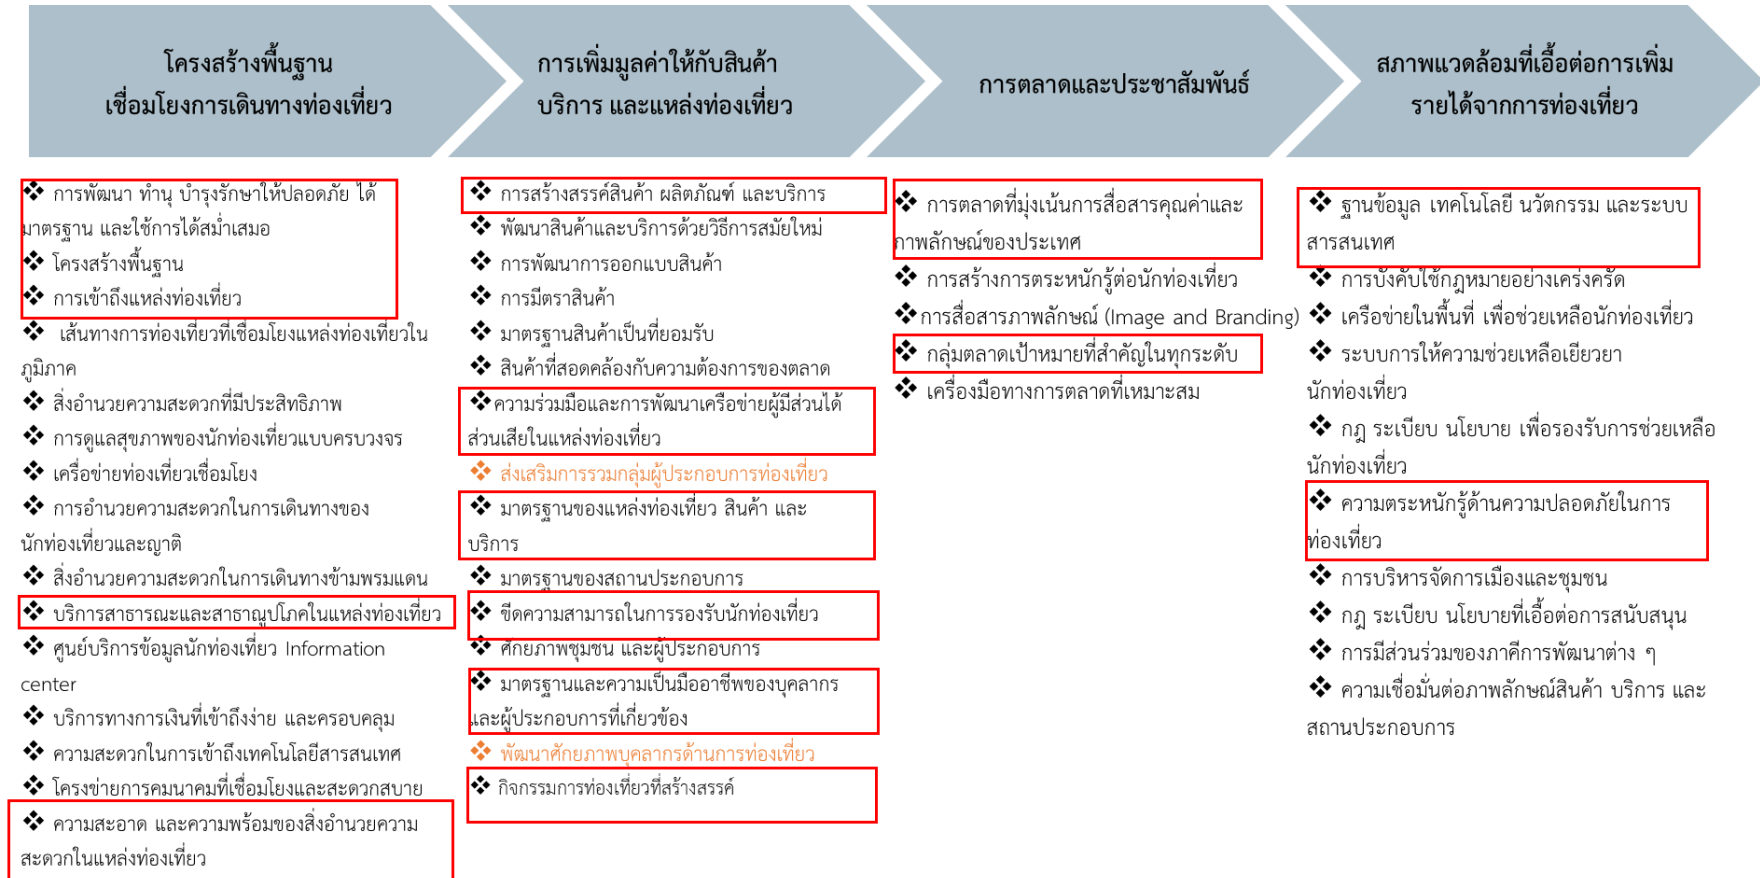 โครงสร้างพื้นฐาน
เชื่อมโยงการเดินทางท่องเที่ยว
❖ การพัฒนา ทำนุ บำรุงรักษาให้ปลอดภัย ได้
มาตรฐาน และใช้การได้สม่ำเสมอ
❖ โครงสร้างพื้นฐาน
❖ การเข้าถึงแหล่งท่องเที่ยว
❖ เส้นทางการท่องเที่ยวที่เชื่อมโยงแหล่งท่องเที่ยวใน
ภูมิภาค
❖ สิ่งอำนวยความสะดวกที่มีประสิทธิภาพ
❖ การดูแลสุขภาพของนักท่องเที่ยวแบบครบวงจร
❖ เครื่อข่ายท่องเที่ยวเชื่อมโยง
❖ การอำนวยความสะดวกในการเดินทางของ
นักท่องเที่ยวและญาติ
❖ สิ่งอำนวยความสะดวกในการเดินทางข้ามพรมแดน
❖ บริการสาธารณะและสาธาณูปโภคในแหล่งท่องเที่ยว
❖ ศูนย์บริการข้อมูลนักท่องเที่ยว Information
center
❖ บริการทางการเงินที่เข้าถึงง่าย และครอบคลุม
❖ ความสะดวกในการเข้าถึงเทคโนโลยีสารสนเทศ
❖ โครงข่ายการคมนาคมที่เชื่อมโยงและสะดวกสบาย
❖ ความสะอาด และความพร้อมของสิ่งอำนวยความ
สะดวกในแหล่งท่องเที่ยว
การเพิ่มมูลค่าให้กับสินค้า
บริการ และแหล่งท่องเที่ยว
❖ การสร้างสรรค์สินค้า ผลิตภัณฑ์ และบริการ
❖ พัฒนาสินค้าและบริการด้วยวิธีการสมัยใหม่
❖ การพัฒนาการออกแบบสินค้า
❖ การมีตราสินค้า
❖ มาตรฐานสินค้าเป็นที่ยอมรับ
❖ สินค้าที่สอดคล้องกับความต้องการของตลาด
❖ความร่วมมือและการพัฒนาเครือข่ายผู้มีส่วนได้
ส่วนเสียในแหล่งท่องเที่ยว
❖ ส่งเสริมการรวมกลุ่มผู้ประกอบการท่องเที่ยว
❖ มาตรฐานของแหล่งท่องเที่ยว สินค้า และ
บริการ
❖ มาตรฐานของสถานประกอบการ
❖ ขีดความสามารถในการรองรับนักท่องเที่ยว
❖ ศักยภาพชุมชน และผู้ประกอบการ
❖ มาตรฐานและความเป็นมืออาชีพของบุคลากร
และผู้ประกอบการที่เกี่ยวข้อง
❖ พัฒนาศักยภาพบุคลากรด้านการท่องเที่ยว
❖ กิจกรรมการท่องเที่ยวที่สร้างสรรค์
การตลาดและประชาสัมพันธ์
❖ การตลาดที่มุ่งเน้นการสื่อสารคุณค่าและ
ภาพลักษณ์ของประเทศ
❖ การสร้างการตระหนักรู้ต่อนักท่องเที่ยว
❖การสื่อสารภาพลักษณ์ (Image and Branding)
❖ กลุ่มตลาดเป้าหมายที่สำคัญในทุกระดับ
❖ เครื่องมือทางการตลาดที่เหมาะสม
สภาพแวดล้อมที่เอื้อต่อการเพิ่ม
รายได้จากการท่องเที่ยว
❖ ฐานข้อมูล เทคโนโลยี นวัตกรรม และระบบ
สารสนเทศ
❖ การบังคับใช้กฎหมายอย่างเคร่งครัด
❖ เครือข่ายในพื้นที่ เพื่อช่วยเหลือนักท่องเที่ยว
❖ ระบบการให้ความช่วยเหลือเยียวยา
นักท่องเที่ยว
❖ กฎ ระเบียบ นโยบาย เพื่อรองรับการช่วยเหลือ
นักท่องเที่ยว
❖ ความตระหนักรู้ด้านความปลอดภัยในการ
ท่องเที่ยว
❖ การบริหารจัดการเมืองและชุมชน
❖ กฎ ระเบียบ นโยบายที่เอื้อต่อการสนับสนุน
❖ การมีส่วนร่วมของภาคีการพัฒนาต่าง ๆ
❖ ความเชื่อมั่นต่อภาพลักษณ์สินค้า บริการ และ
สถานประกอบการ